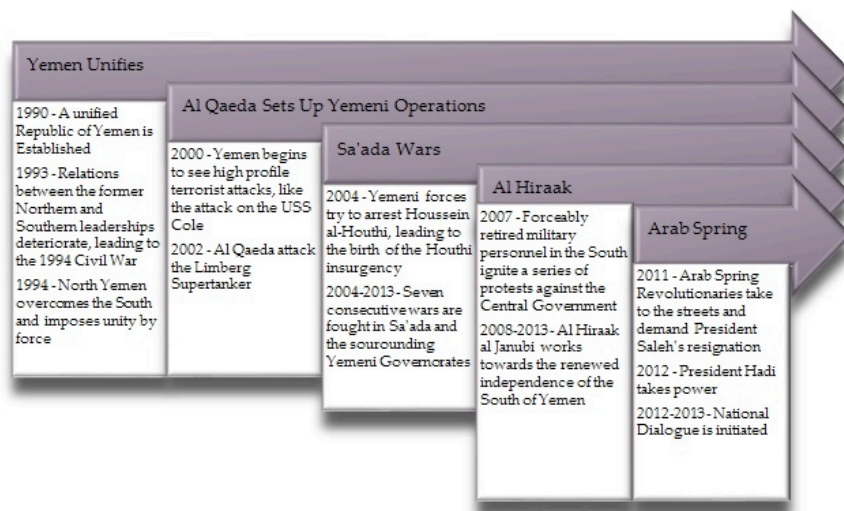 Yemen Unifies
1990 - A unified
Republic of Yemen is
Established
1993 - Relations
between the former
Northern and
Southern leaderships
deteriorate, leading to
the 1994 Civil War
1994 - North Yemen
overcomes the South
and imposes unity by
force
Al Qaeda Sets Up Yemeni Operations
2000 - Yemen begins
to see high profile
terrorist attacks, like
the attack on the USS
Cole
2002 - Al Qaeda attack
the Limberg
Supertanker
Sa'ada Wars
2004 - Yemeni forces
try to arrest Houssein
al-Houthi, leading to
the birth of the Houthi
insurgency
2004-2013- Seven
consecutive wars are
fought in Sa'ada and
the sourounding
Yemeni Governorates
Al Hiraak
2007 - Forceably
retired military
personnel in the South
ignite a series of
protests against the
Central Government
2008-2013- Al Hiraak
al Janubi works
towards the renewed
independence of the
South of Yemen
Arab Spring
2011 - Arab Spring
Revolutionaries take
to the streets and
demand President
Saleh's resignation
2012 - President Hadi
takes power
2012-2013- National
Dialogue is initiated